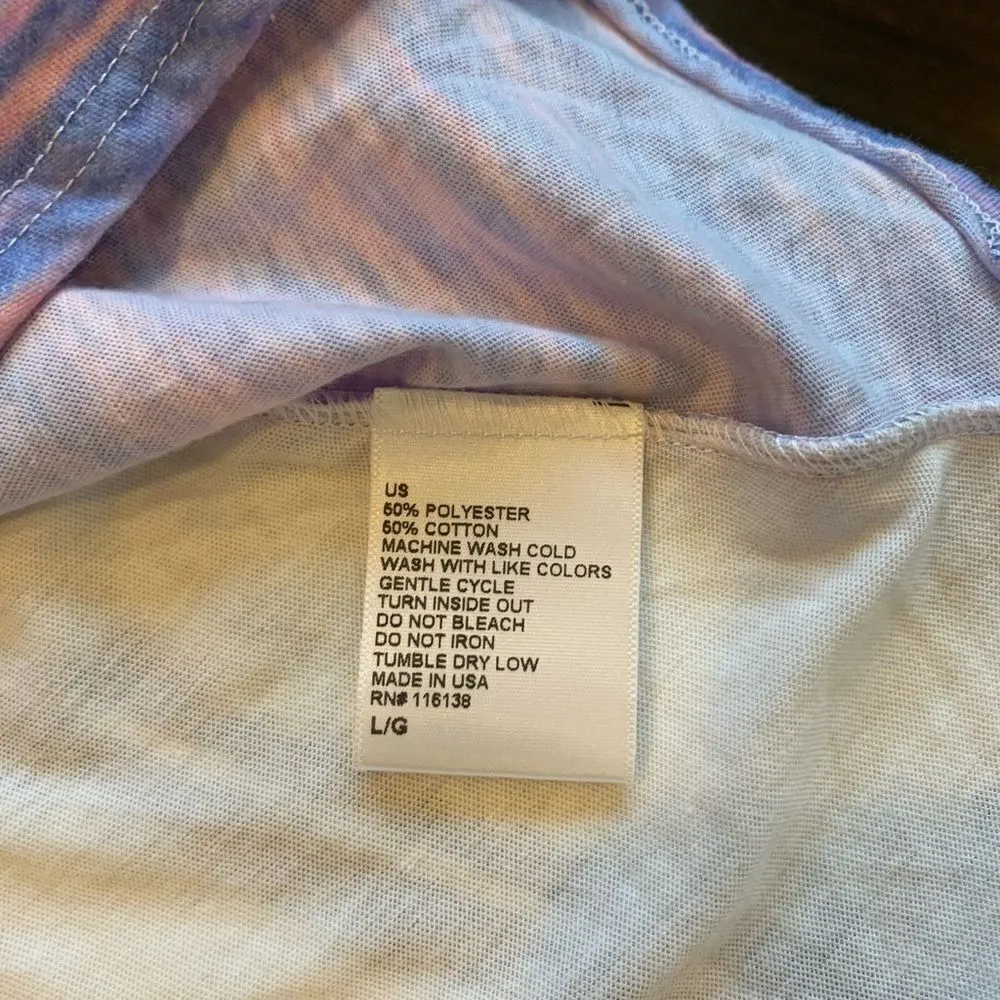 US
50% POLYESTER
50% COTTON
MACHINE WASH COLD
WASH WITH LIKE COLORS
GENTLE CYCLE
TURN INSIDE OUT
DO NOT BLEACH
DO NOT IRON
TUMBLE DRY LOW
MADE IN USA
RN# 116138
L/G